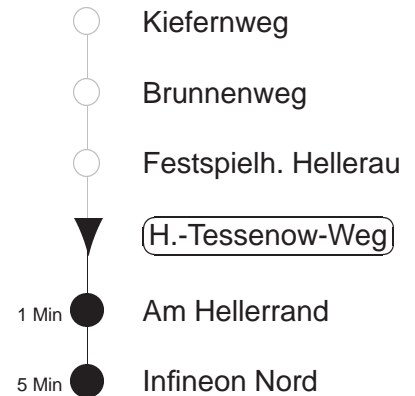 Kiefernweg
Brunnenweg
Festspielh. Hellerau
H.-Tessenow-Weg
1 Min Am Hellerrand
5 Min Infineon Nord